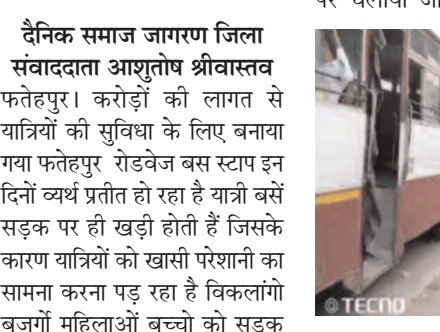 दैनिक समाज जागरण जिला
संवाददाता आशुतोष श्रीवास्तव
फतेहपुर। करोड़ों की लागत से
यात्रियों की सुविधा के लिए बनाया
गया फतेहपुर रोडवेज बस स्टाप इन
दिनों व्यर्थ प्रतीत हो रहा है यात्री बसें
सड़क पर ही खड़ी होती हैं जिसके
कारण यात्रियों को खासी परेशानी का
सामना करना पड़ रहा है विकलांगो
बुजुर्गो महिलाओं बच्चो को सड़क
TECNO